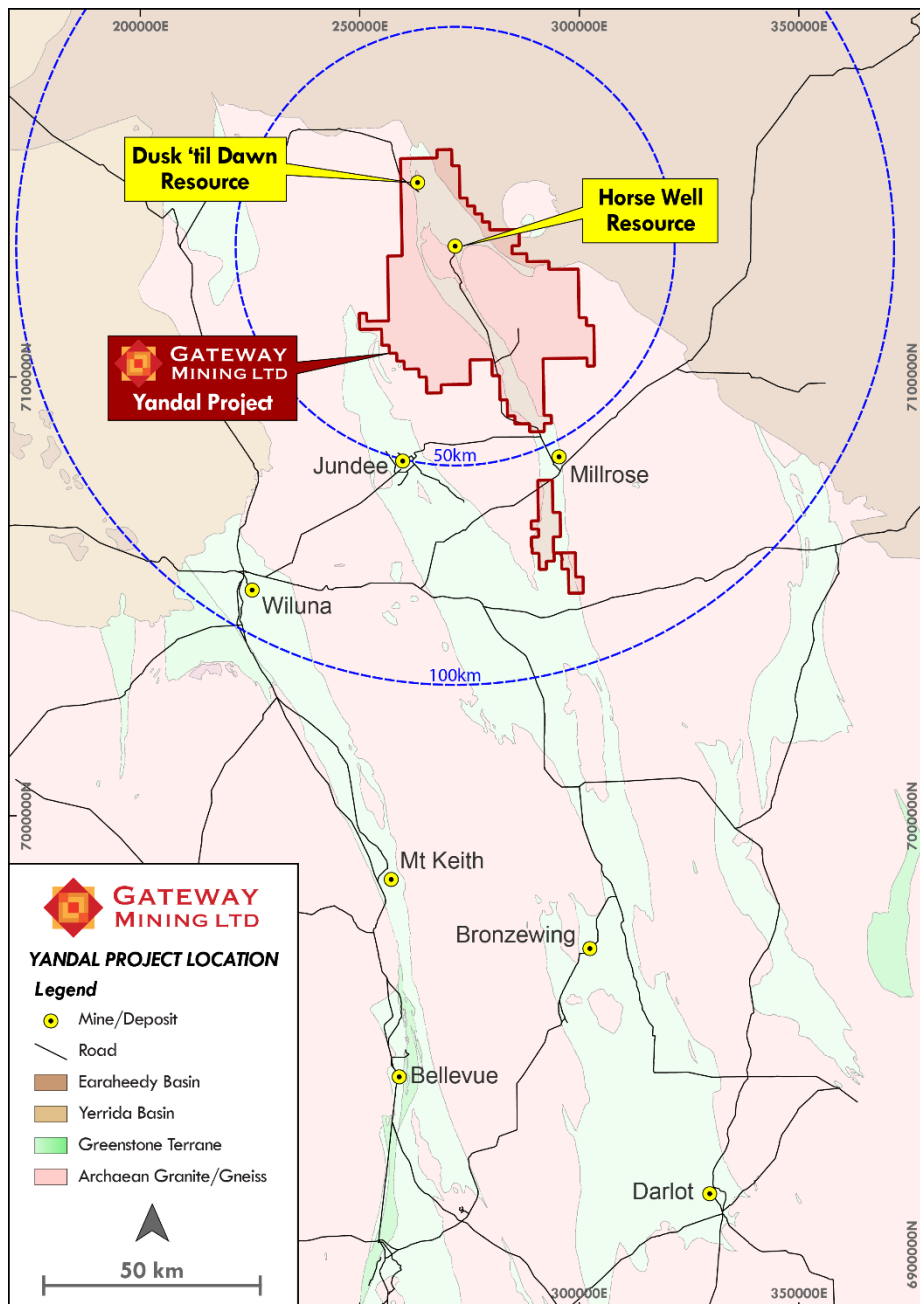 200000E
250000E
300000E
350000E
Dusk ‘til Dawn
Resource
Horse Well
Resource
GATEWAY
MINING LTD
Yandal Project
7100000N
7100000N
50km
Jundee
Millrose
Wiluna
100km
7000000N
7000000N
Mt Keith
Bronzewing
Bellevue
Darlot
GATEWAY
MINING LTD
YANDAL PROJECT LOCATION
Legend
Mine/Deposit
Road
Earaheedy Basin
Yerrida Basin
Greenstone Terrane
Archaean Granite/Gneiss
50 km
6900000N
300000E
350000E